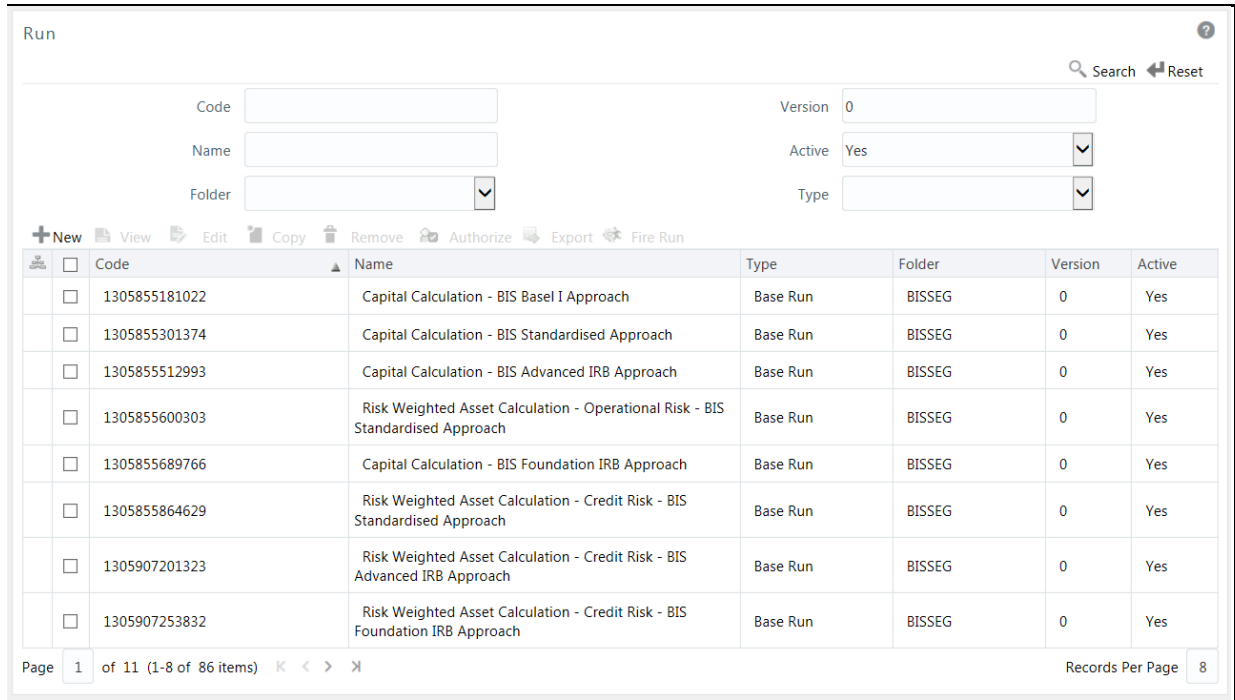 Run
?
Search Reset
Code Version 0
Name Active Yes
Folder Type
New View Edit Copy Remove Authorize Export Fire Run
Code Name Type Folder Version Active
1305855181022 Capital Calculation - BIS Basel I Approach Base Run BISSEG 0 Yes
1305855301374 Capital Calculation - BIS Standardised Approach Base Run BISSEG 0 Yes
1305855512993 Capital Calculation - BIS Advanced IRB Approach Base Run BISSEG 0 Yes
1305855600303 Risk Weighted Asset Calculation - Operational Risk - BIS
Standardised Approach Base Run BISSEG 0 Yes
1305855689766 Capital Calculation - BIS Foundation IRB Approach Base Run BISSEG 0 Yes
1305855864629 Risk Weighted Asset Calculation - Credit Risk - BIS
Standardised Approach Base Run BISSEG 0 Yes
1305907201323 Risk Weighted Asset Calculation - Credit Risk - BIS
Advanced IRB Approach Base Run BISSEG 0 Yes
1305907253832 Risk Weighted Asset Calculation - Credit Risk - BIS
Foundation IRB Approach Base Run BISSEG 0 Yes
Page 1 of 11 (1-8 of 86 items) Records Per Page 8